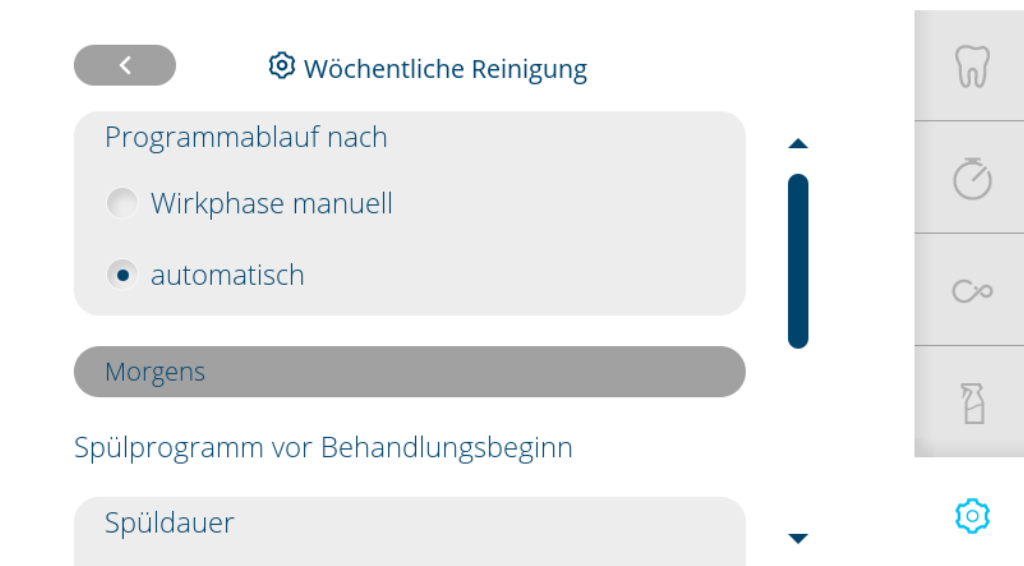 Wöchentliche Reinigung
Programmablauf nach
Wirkphase manuell
automatisch
Morgens
Spülprogramm vor Behandlungsbeginn
Spüldauer